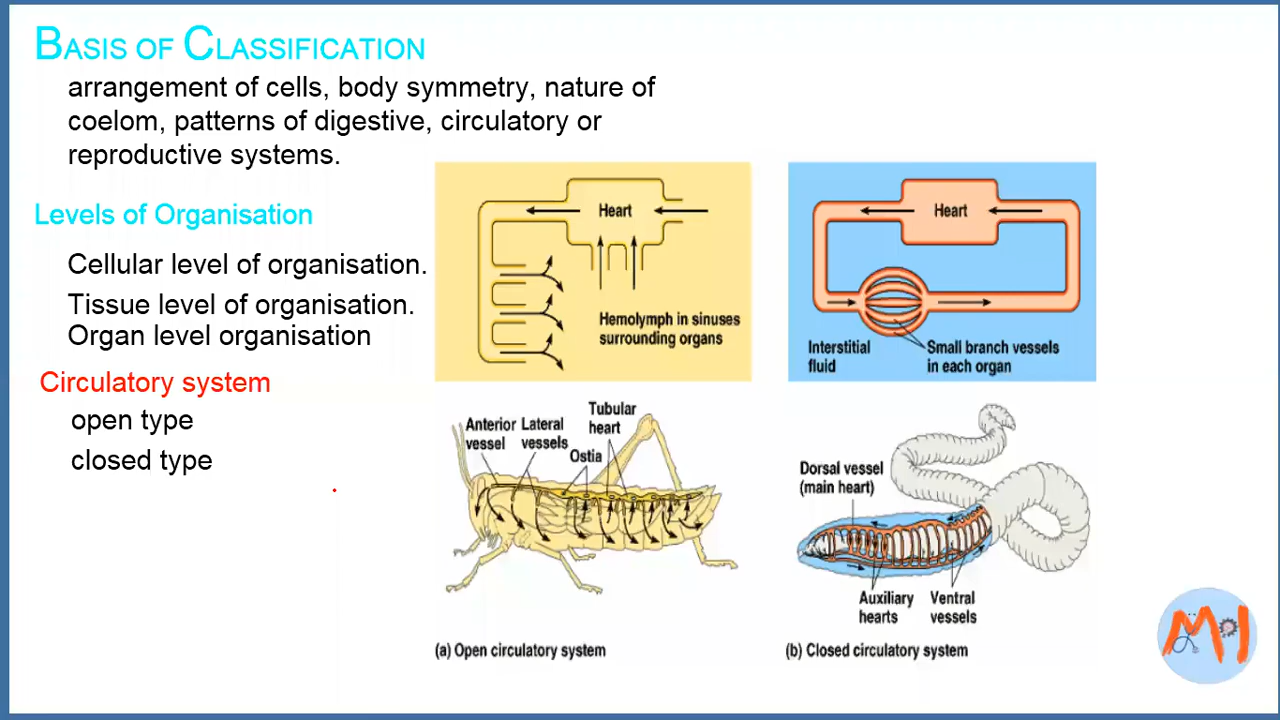 BASIS OF CLASSIFICATION
arrangement of cells, body symmetry, nature of
coelom, patterns of digestive, circulatory or
reproductive systems.
Levels of Organisation
Cellular level of organisation.
Tissue level of organisation.
Organ level organisation
Circulatory system
open type
closed type
Heart
Hemolymph in sinuses
surrounding organs
Heart
Interstitial
fluid
Small branch vessels
in each organ
Anterior
vessel
Lateral
vessels
Ostia
Tubular
heart
(a) Open circulatory system
Dorsal vessel
(main heart)
Auxiliary
hearts
Ventral
vessels
(b) Closed circulatory system